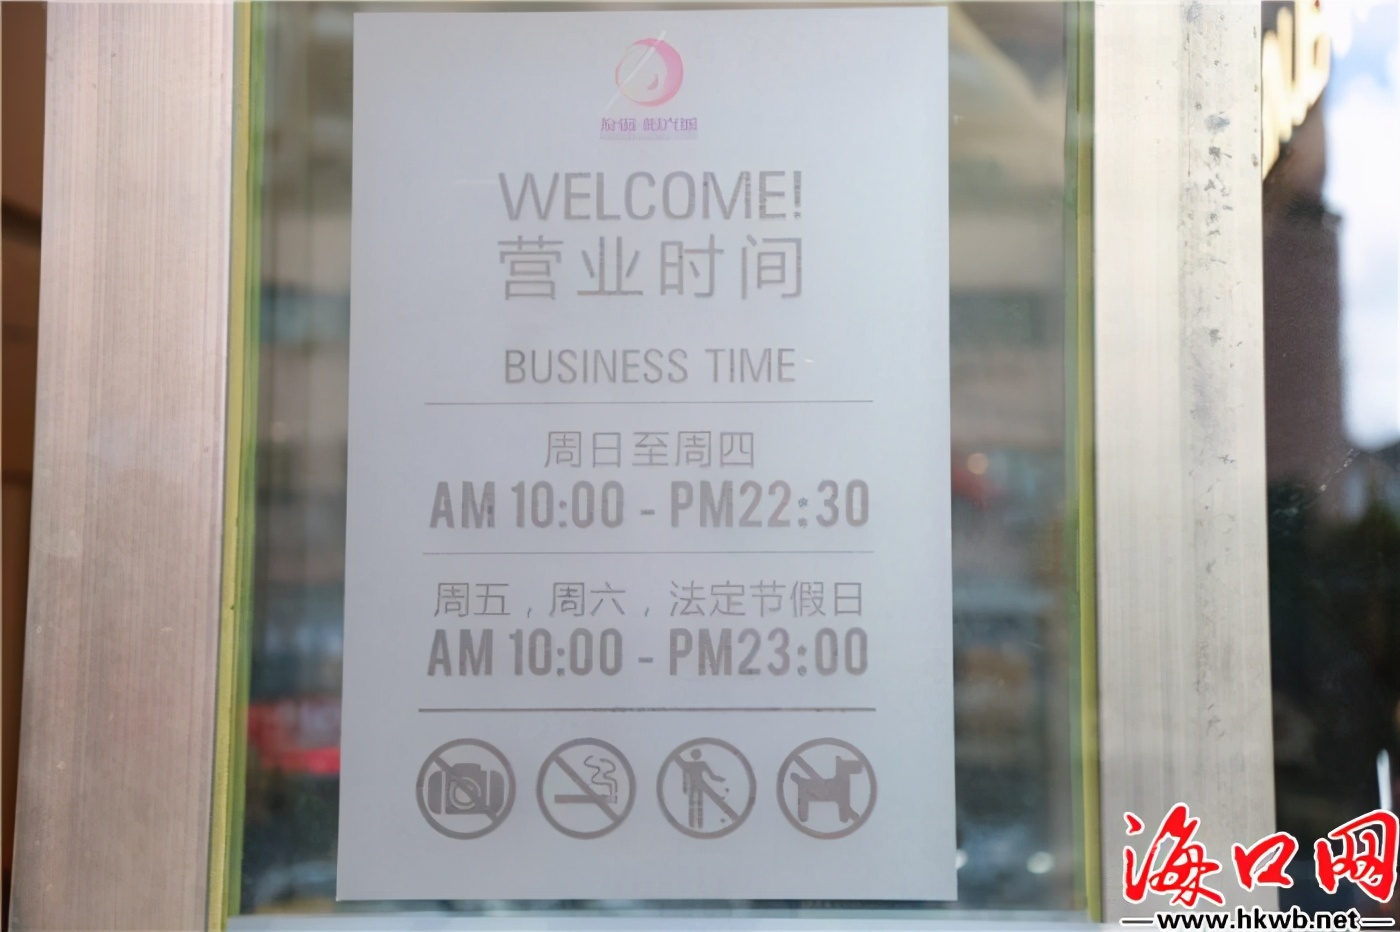 WELCOME!
营业时间
BUSINESS TIME
周日至周四
AM 10:00 - PM22:30
周五，周六，法定节假日
AM 10:00 - PM23:00
海口网
www.hkwb.net